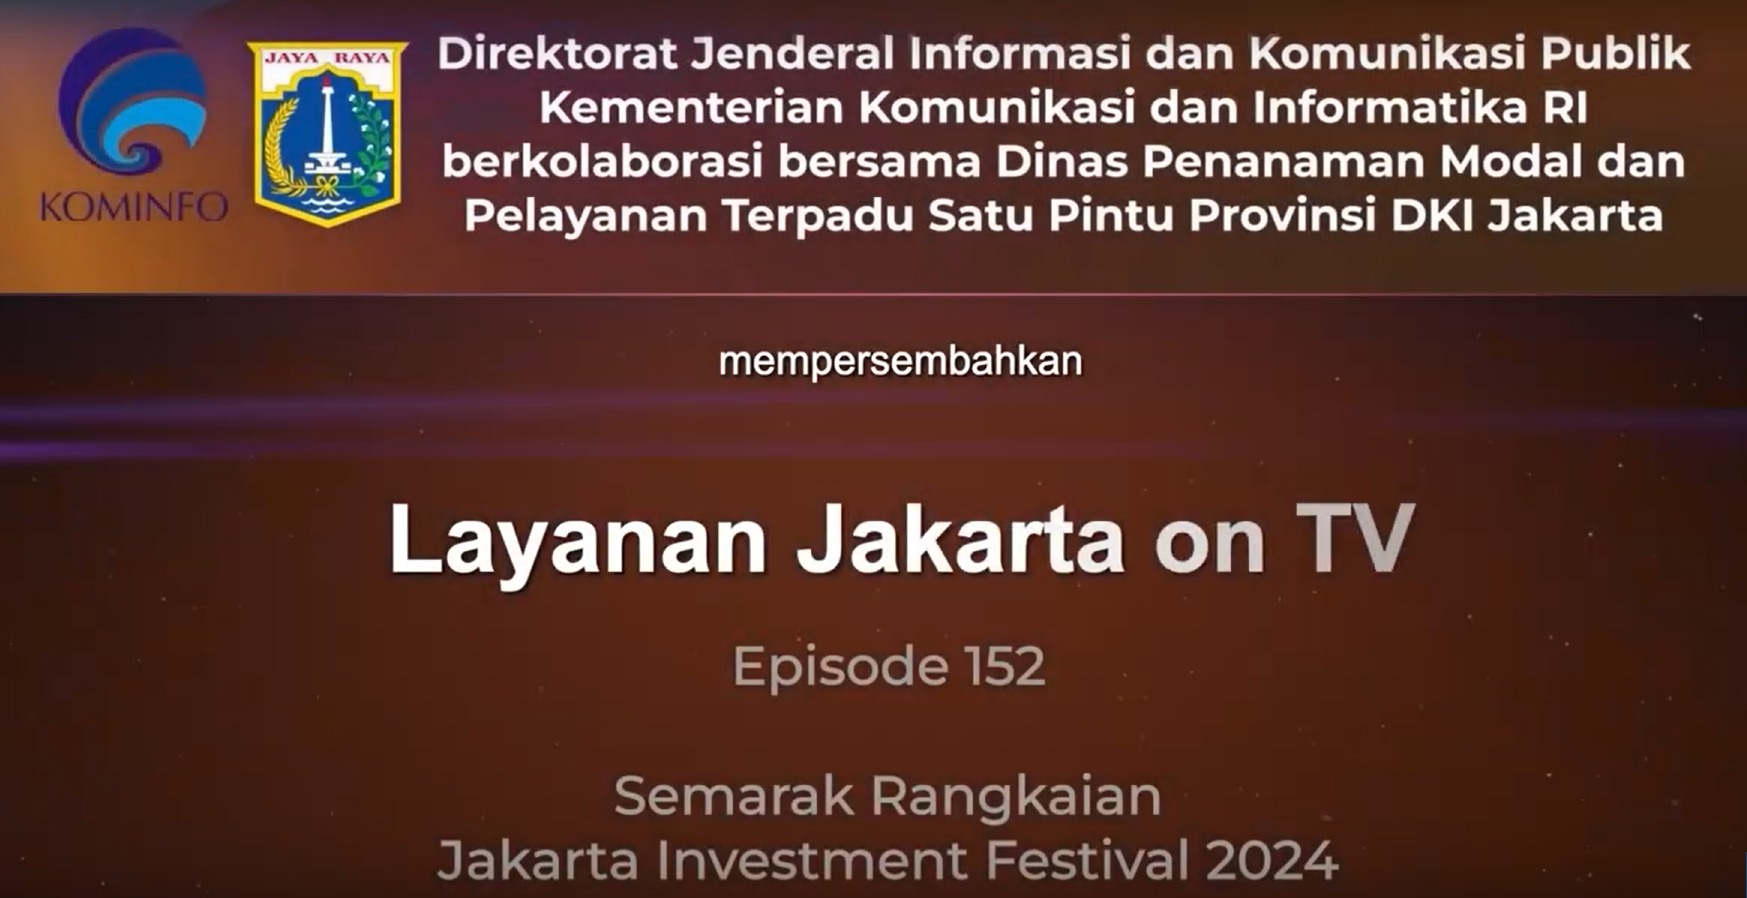 KOMINFO
JAYA RAYA
Direktorat Jenderal Informasi dan Komunikasi Publik
Kementerian Komunikasi dan Informatika RI
berkolaborasi bersama Dinas Penanaman Modal dan
Pelayanan Terpadu Satu Pintu Provinsi DKI Jakarta
mempersembahkan
Layanan Jakarta on TV
Episode 152
Semarak Rangkaian
Jakarta Investment Festival 2024